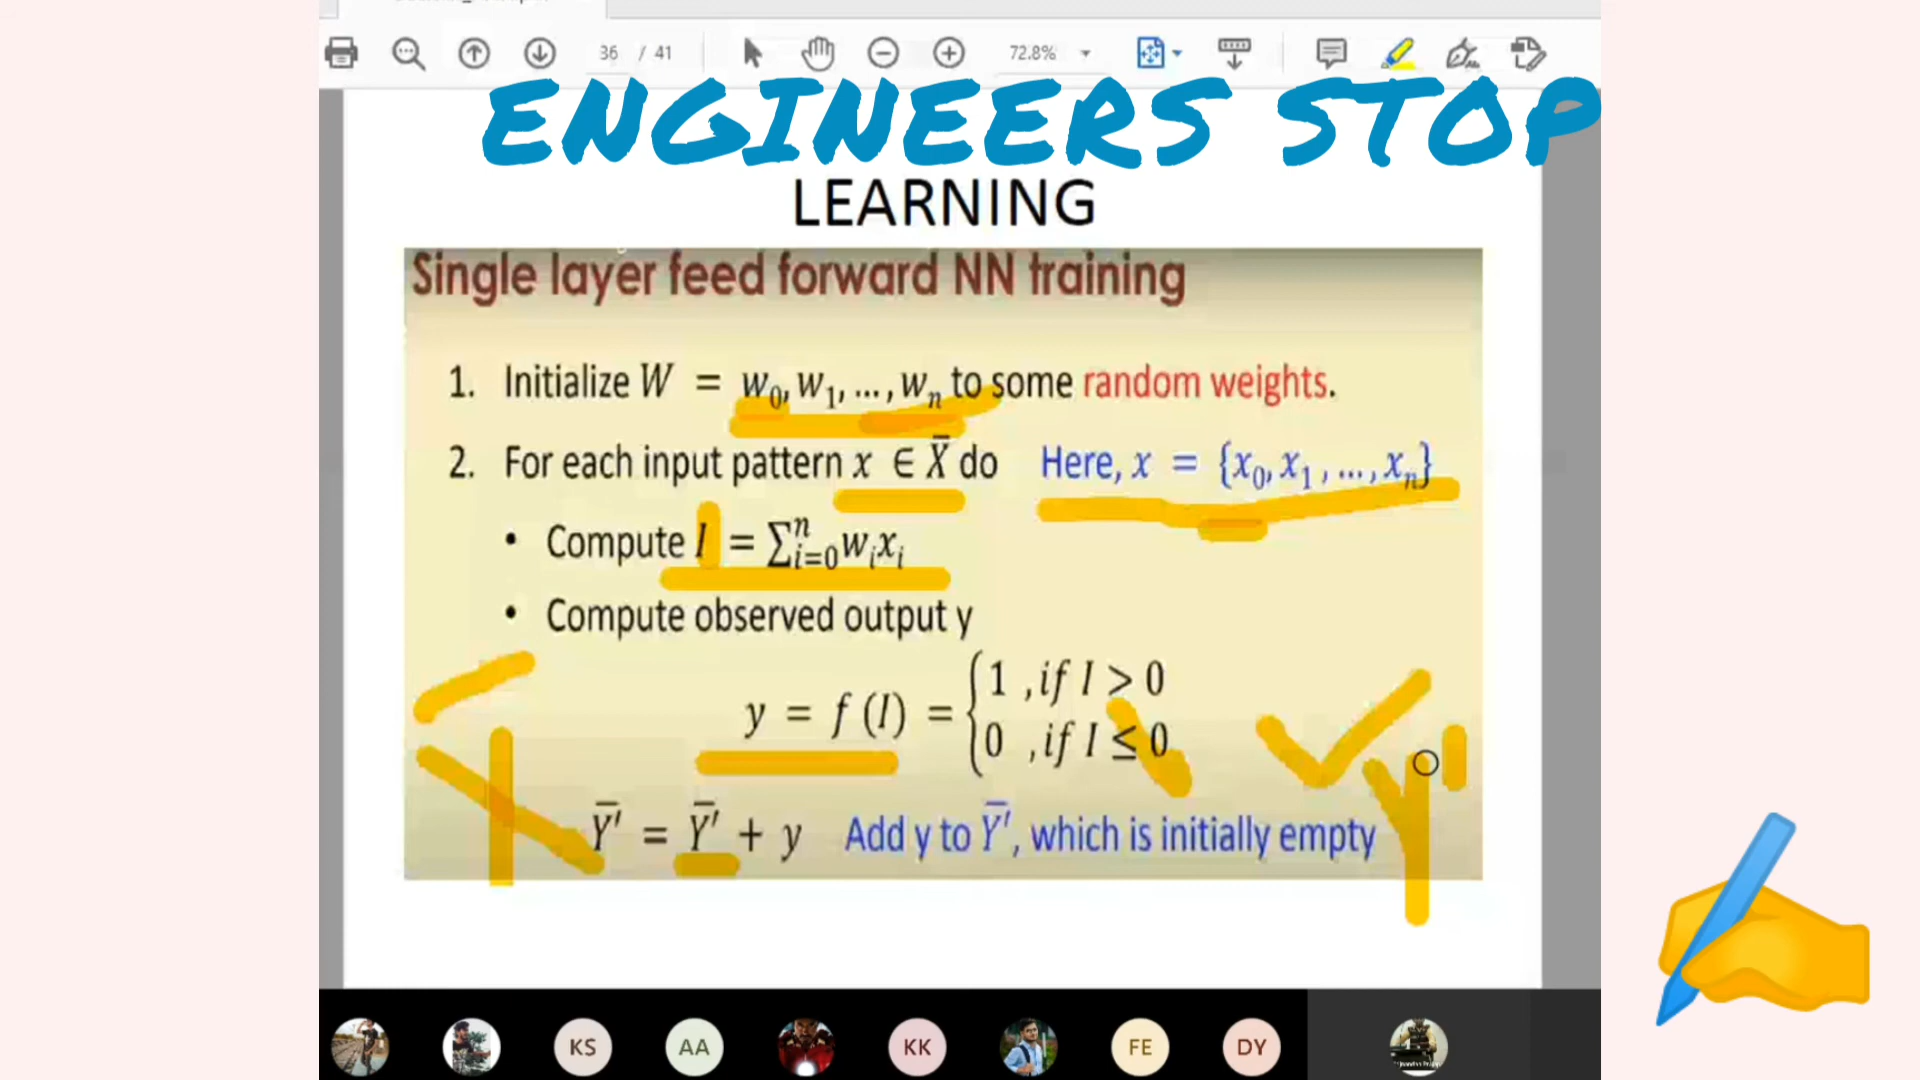 36 / 41
72.8%
ENGINEERS STOP
LEARNING
Single layer feed forward NN training
1. Initialize W = w₀, w₁, ..., wₙ to some random weights.
2. For each input pattern x ∈ X̄ do Here, x = {x₀, x₁, ..., xₙ}
• Compute I = ∑ⁿᵢ₌₀ wᵢxᵢ
• Compute observed output y
y = f (I) = { 1 , if I > 0
0 , if I ≤ 0
Ȳ′ = Ȳ′ + y Add y to Ȳ′, which is initially empty
Y'
KS AA KK FE DY